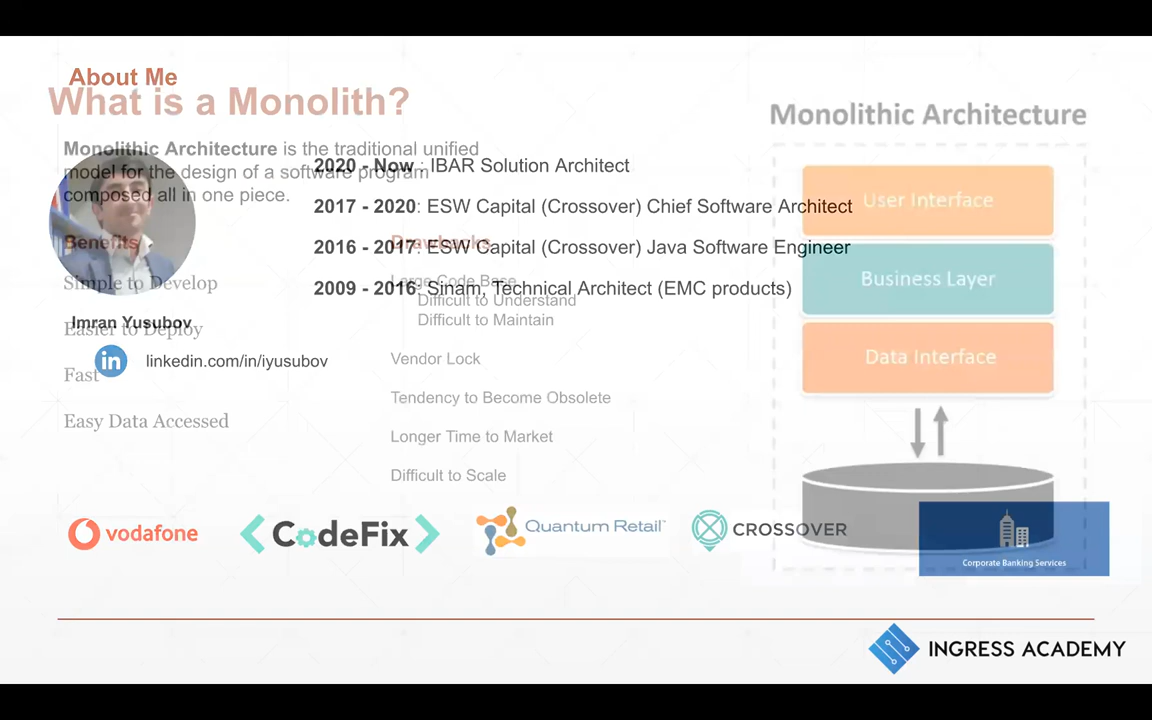 About Me
What is a Monolith?
Monolithic Architecture is the traditional unified
model for the design of a software program
composed all in one piece.
2020 - Now : IBAR Solution Architect
2017 - 2020: ESW Capital (Crossover) Chief Software Architect
2016 - 2017: ESW Capital (Crossover) Java Software Engineer
2009 - 2016: Sinam, Technical Architect (EMC products)
Benefits
Simple to Develop
Easier to Deploy
Fast
Easy Data Accessed
Imran Yusubov
in
linkedin.com/in/iyusubov
Drawbacks
Large Code Base
Difficult to Understand
Difficult to Maintain
Vendor Lock
Tendency to Become Obsolete
Longer Time to Market
Difficult to Scale
Monolithic Architecture
User Interface
Business Layer
Data Interface
vodafone
CodeFix
Quantum Retail
CROSSOVER
Corporate Banking Services
INGRESS ACADEMY